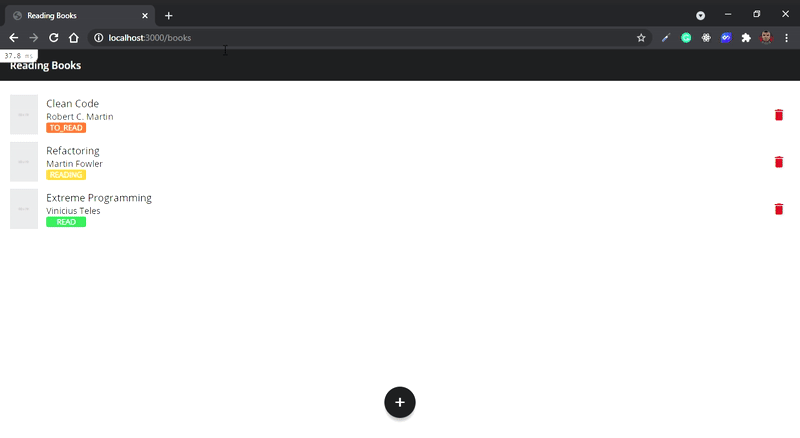 Reading Books
localhost:3000/books
37.8 ms
Reading Books
Clean Code
Robert C. Martin
TO_READ
Refactoring
Martin Fowler
READING
Extreme Programming
Vinicius Teles
READ